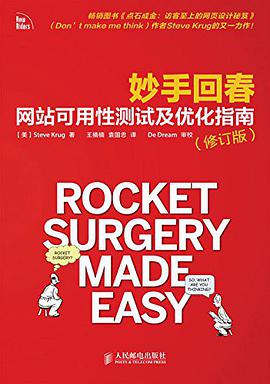 New
Riders
畅销图书《点石成金：访客至上的网页设计秘笈》
（Don't make me think）作者Steve Krug的又一力作！
妙手回春
网站可用性测试及优化指南
（修订版）
［美］Steve Krug 著 王楠楠 袁国忠 译 De Dream 审校
ROCKET
SURGERY
MADE
EASY
ROCKET
SURGERY?
SO, WHAT
ARE YOU
THINKING?
人民邮电出版社
POSTS & TELECOM PRESS